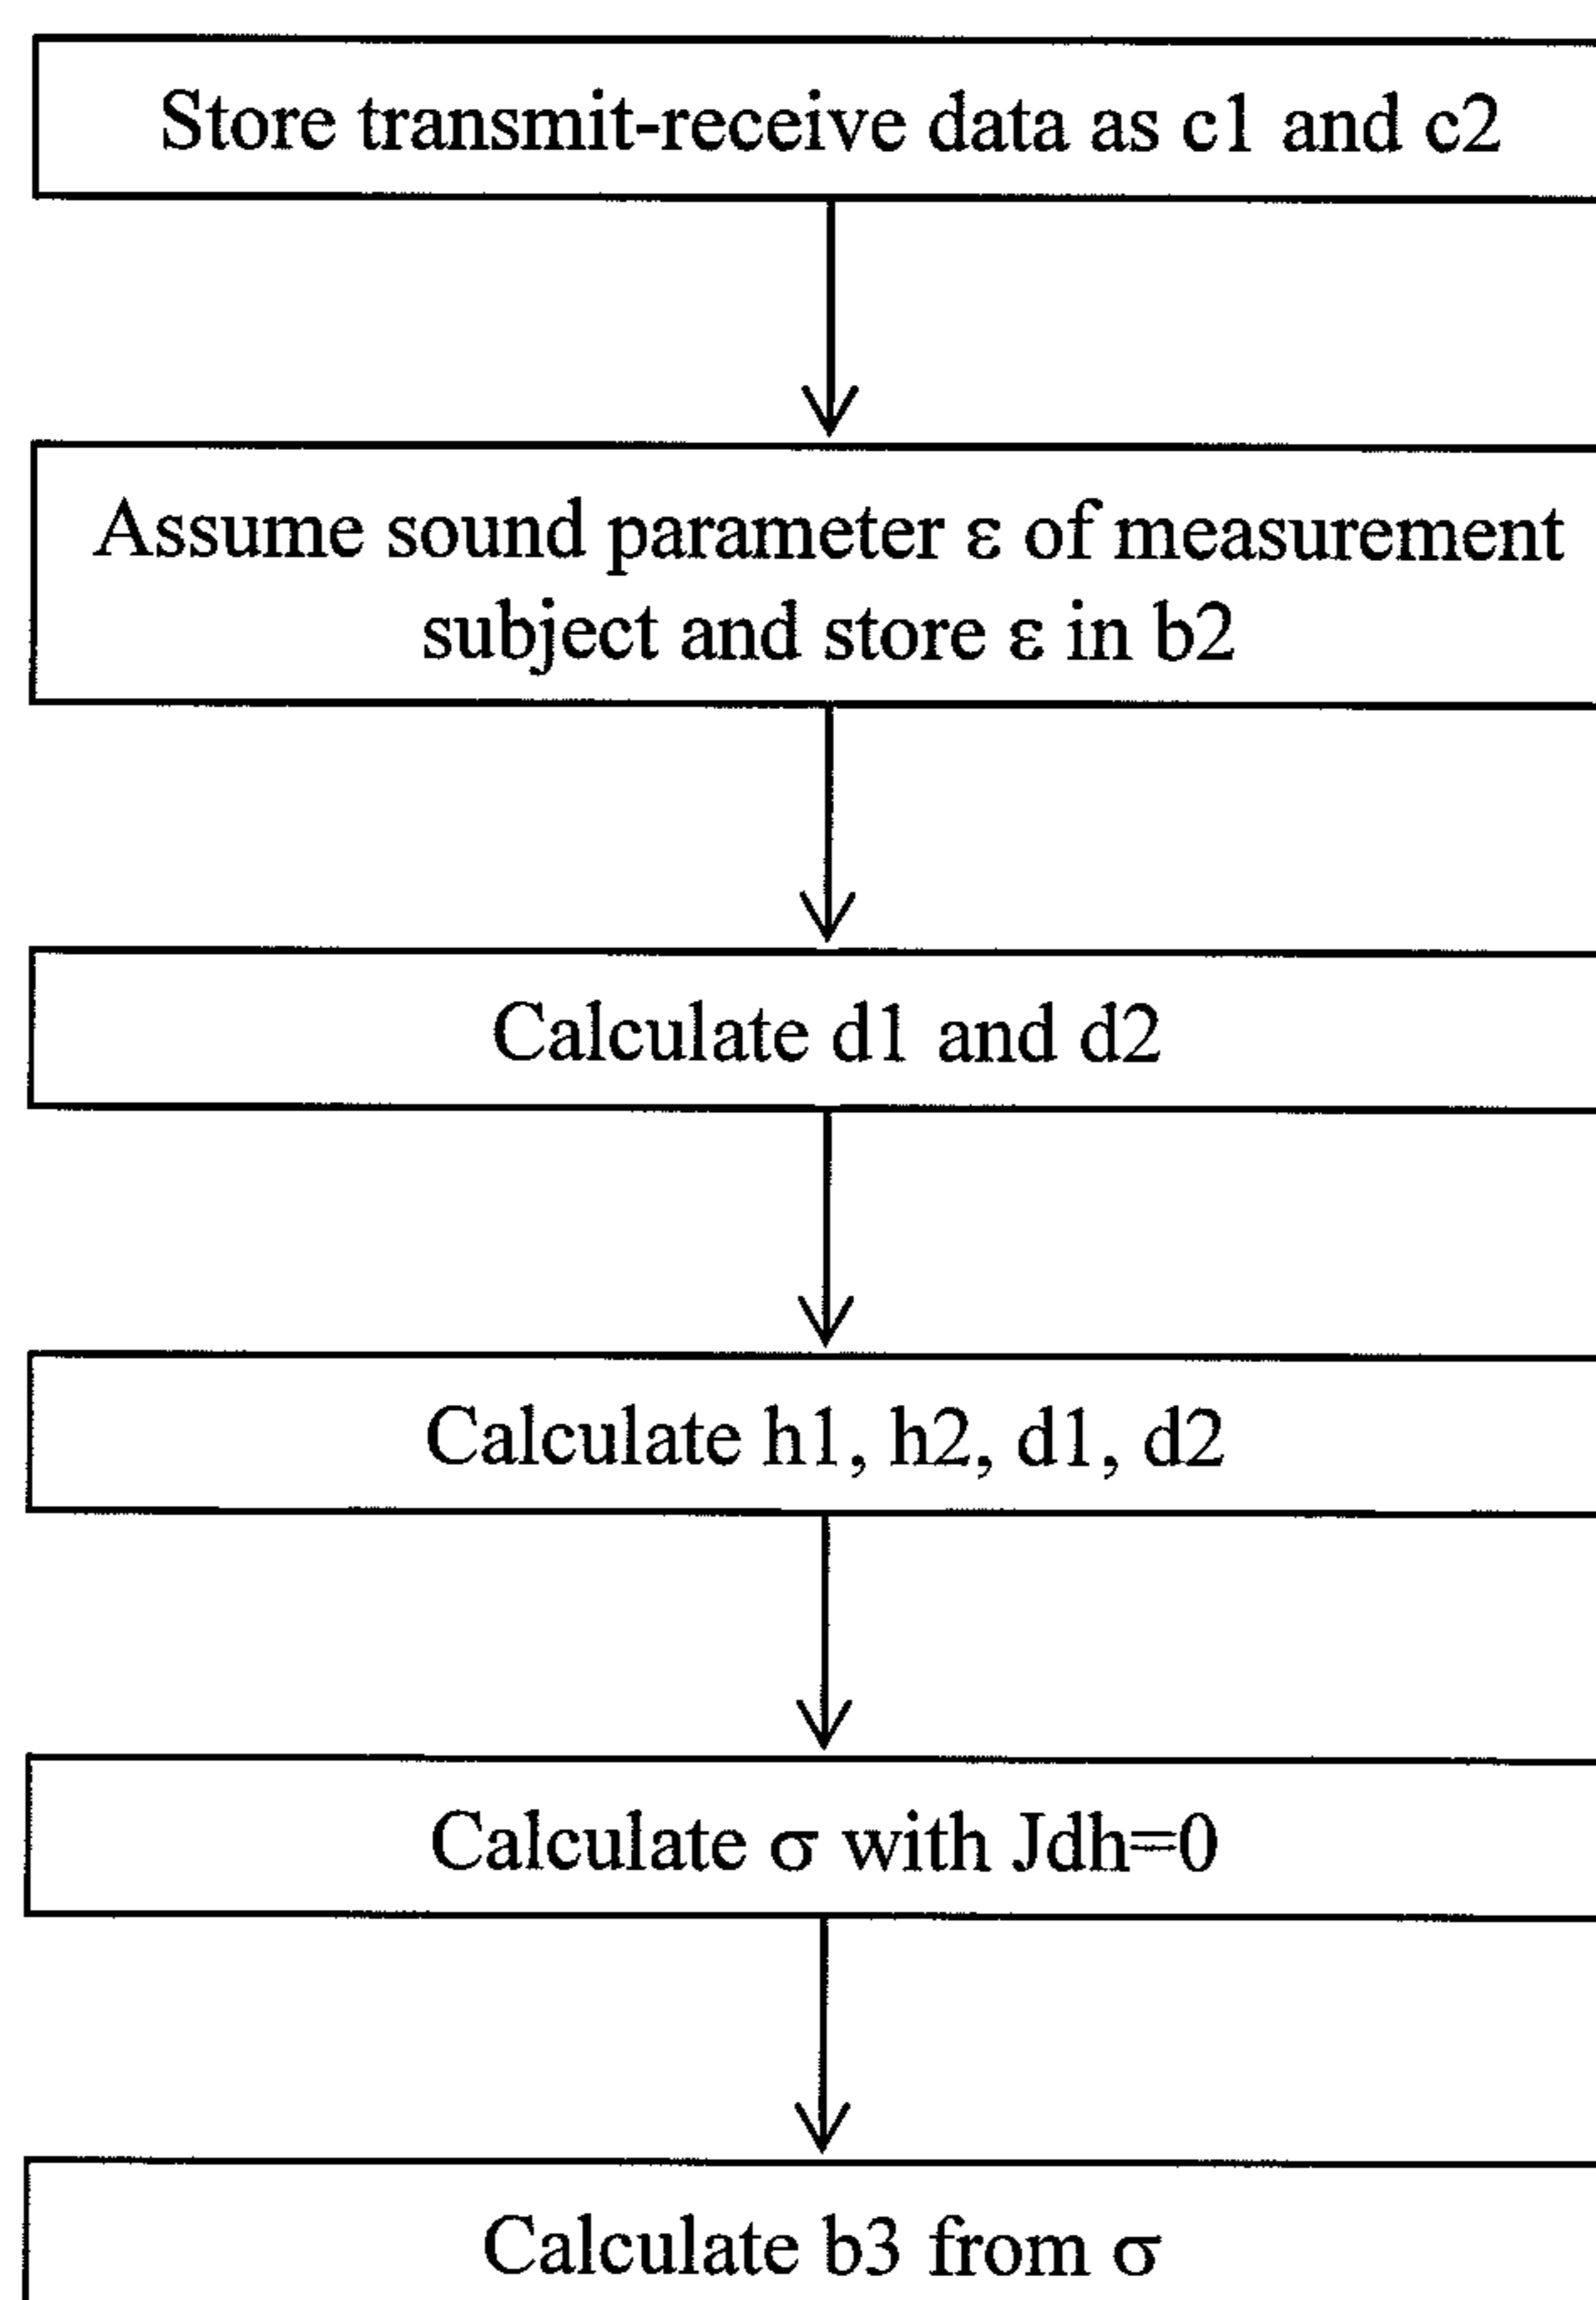 Store transmit-receive data as c1 and c2
Assume sound parameter ε of measurement
subject and store ε in b2
Calculate d1 and d2
Calculate h1, h2, d1, d2
Calculate σ with Jdh=0
Calculate b3 from σ